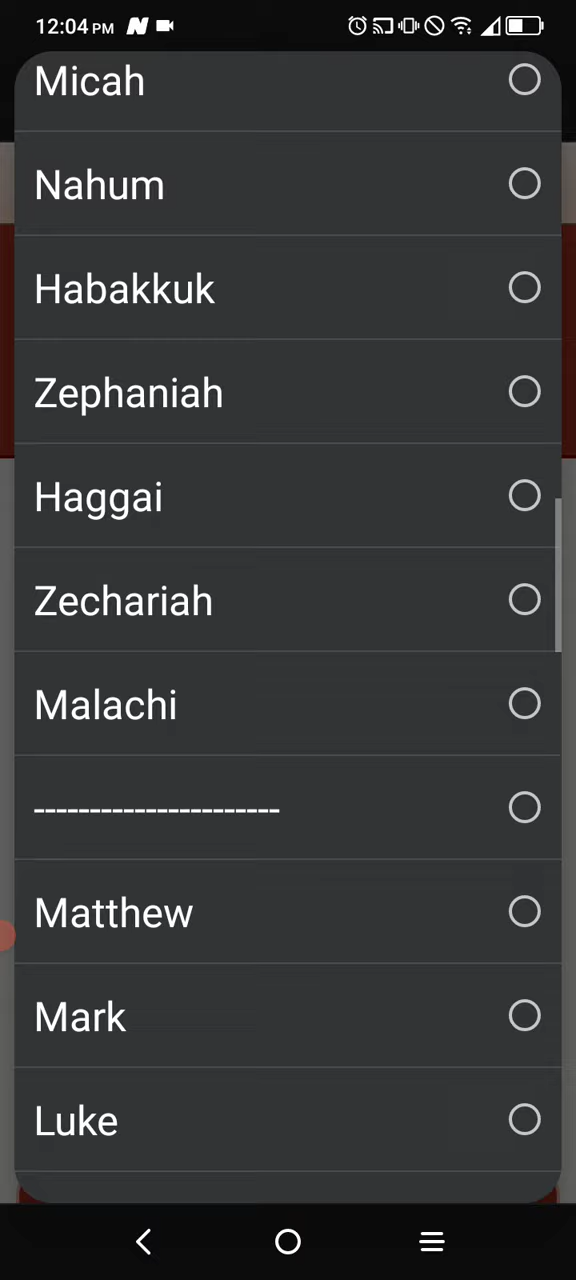 12:04 PM
Micah
Nahum
Habakkuk
Zephaniah
Haggai
Zechariah
Malachi
----------------------
Matthew
Mark
Luke